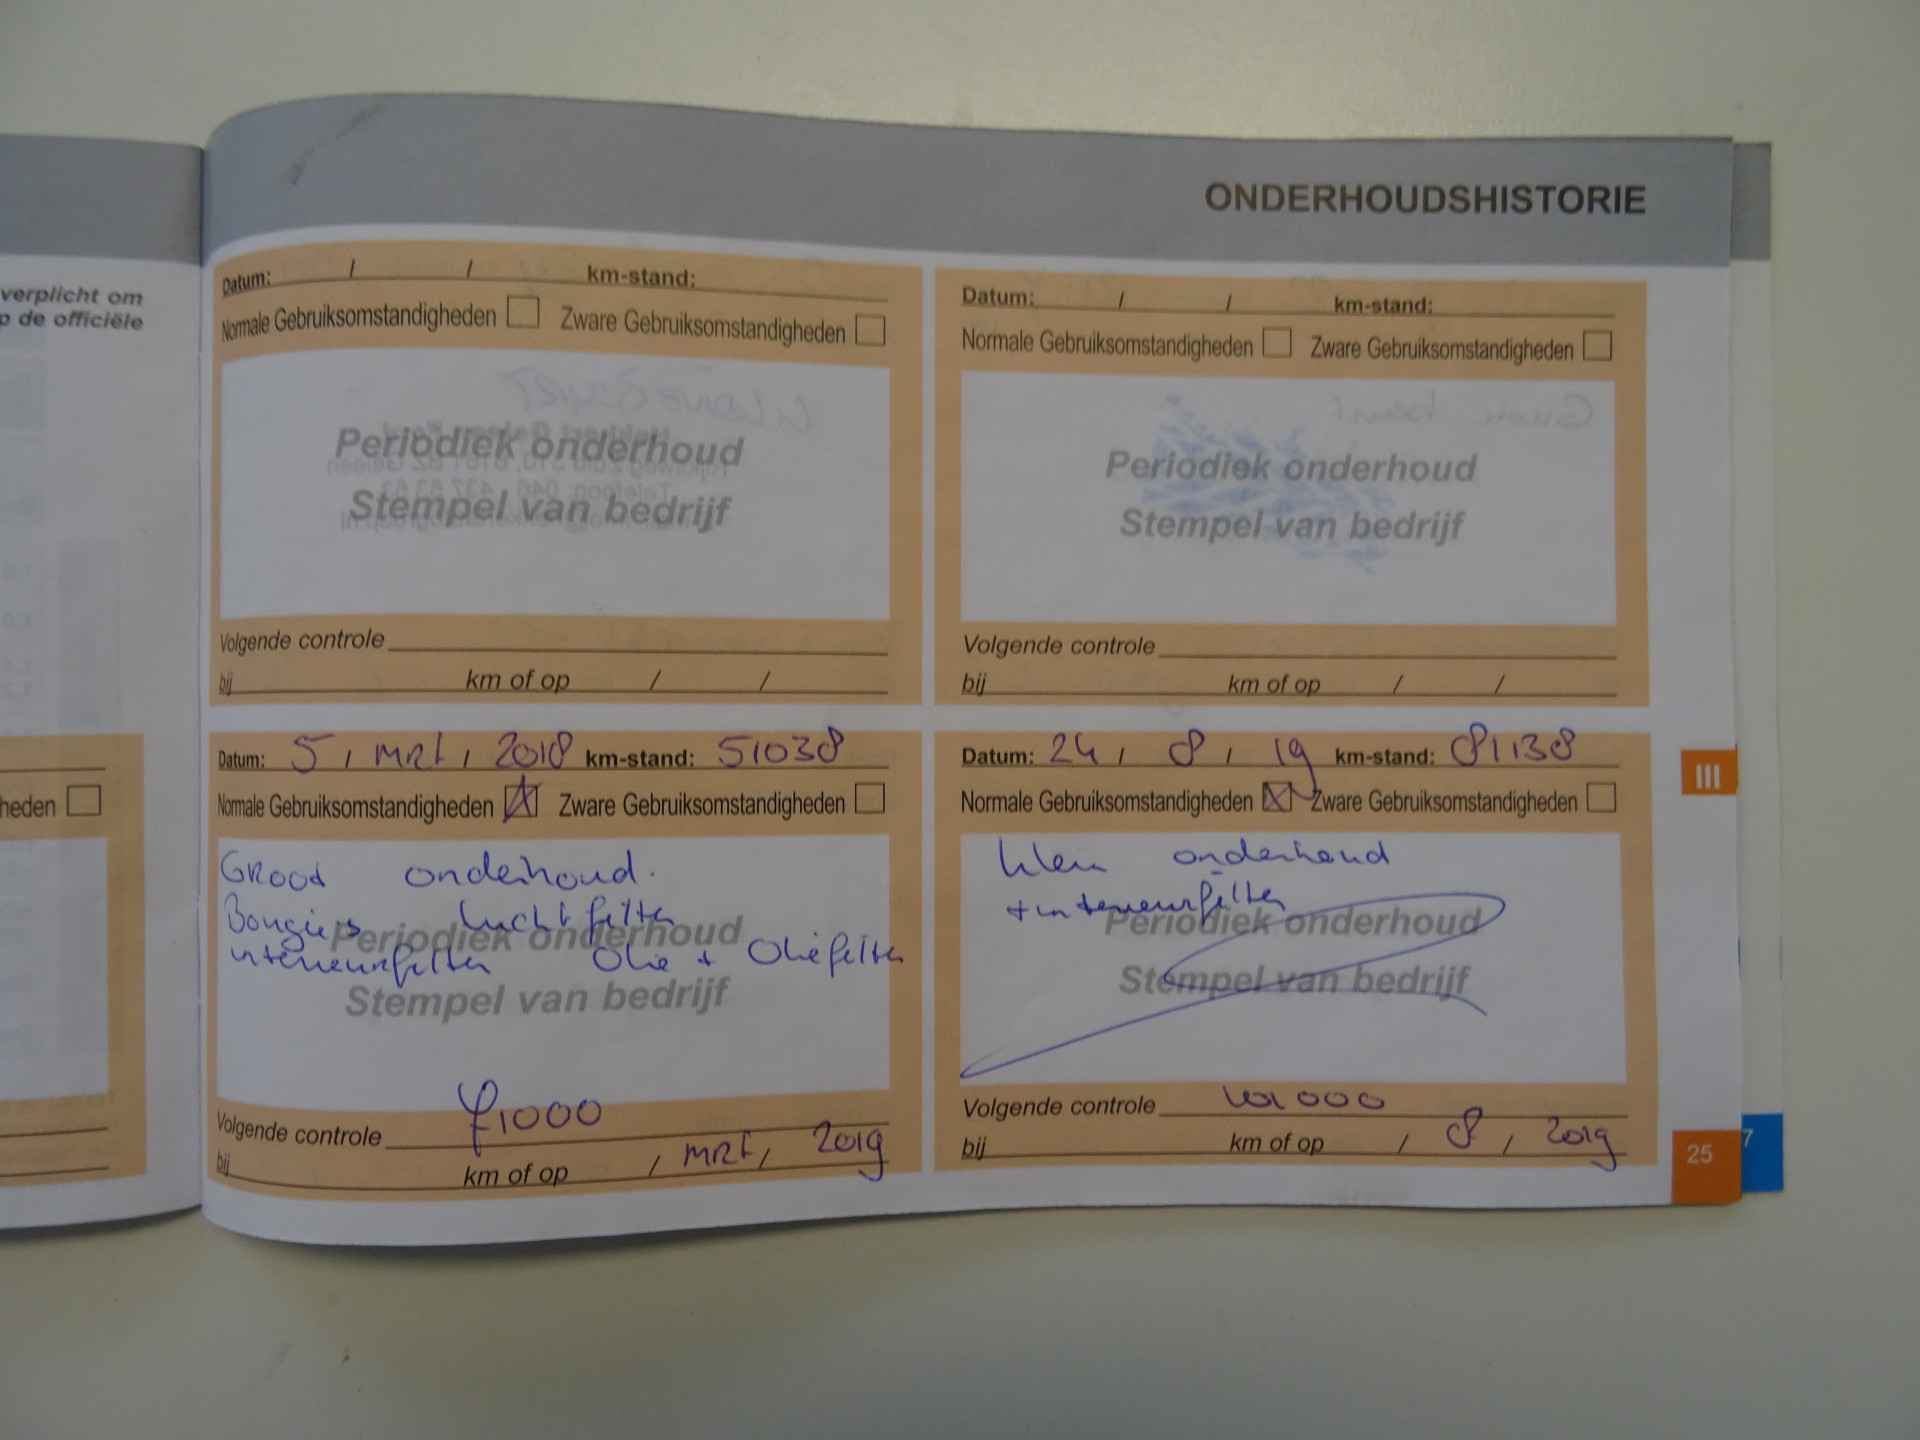 ONDERHOUDSHISTORIE
verplicht om
p de officiële
Datum: / / km-stand:
Normale Gebruiksomstandigheden Zware Gebruiksomstandigheden
Periodiek onderhoud
Stempel van bedrijf
Volgende controle
bij km of op / /
Datum: / / km-stand:
Normale Gebruiksomstandigheden Zware Gebruiksomstandigheden
Periodiek onderhoud
Stempel van bedrijf
Volgende controle
bij km of op / /
heden
Datum: 5 / MRT / 2018 km-stand: 51038
Normale Gebruiksomstandigheden Zware Gebruiksomstandigheden
GROOT onderhoud.
Bougies luchtfilter
Periodiek onderhoud
interieurfilter Olie + Oliefilter
Stempel van bedrijf
Volgende controle 71000
bij km of op / MRT / 2019
Datum: 24 / 8 / 19 km-stand: 81138
Normale Gebruiksomstandigheden Zware Gebruiksomstandigheden
klein onderhoud
+ interieurfilter
Periodiek onderhoud
Stempel van bedrijf
Volgende controle 101000
bij km of op / 8 / 2019
III
25
7